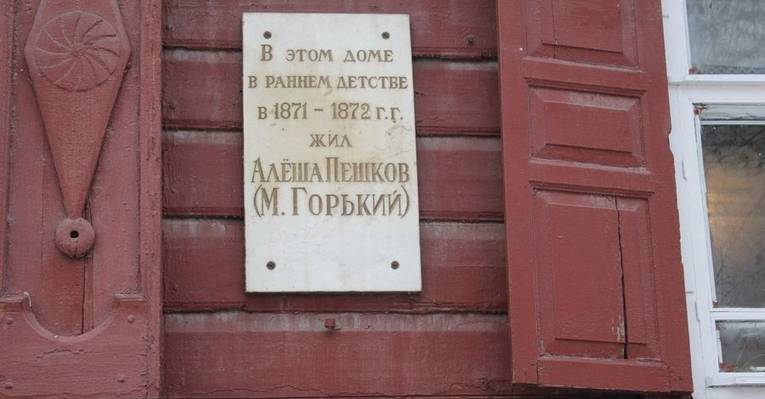 В этом доме
в раннем детстве
в 1871 - 1872 г.г.
жил
Алёша Пешков
(М. Горький)